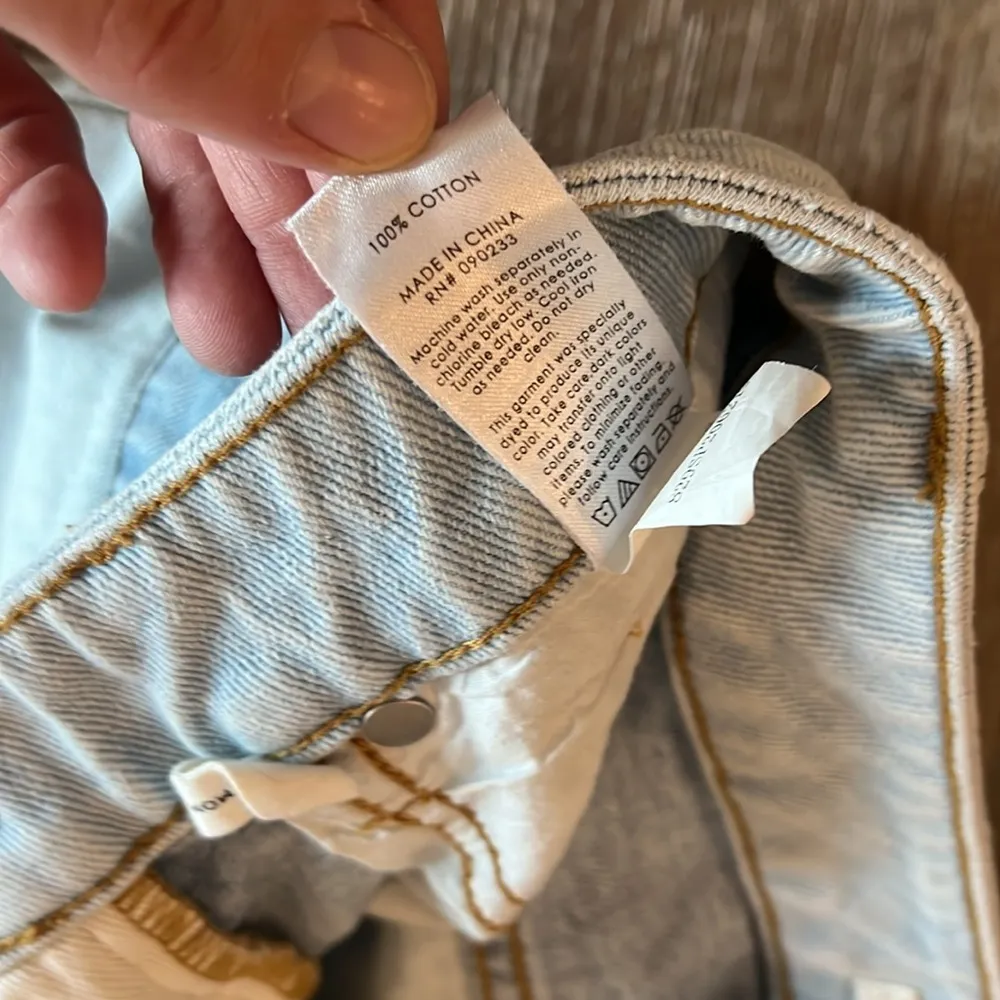 100% COTTON
MADE IN CHINA
RN# 090233
Machine wash separately in
cold water. Use only non-
chlorine bleach as needed.
Tumble dry low. Cool Iron
as needed. Do not dry
clean.
This garment was specially
dyed to produce its unique
color. Take care.dark colors
may transfer onto light
colored clothing or other
items. To minimize fading,
please wash separately and
follow care instructions.